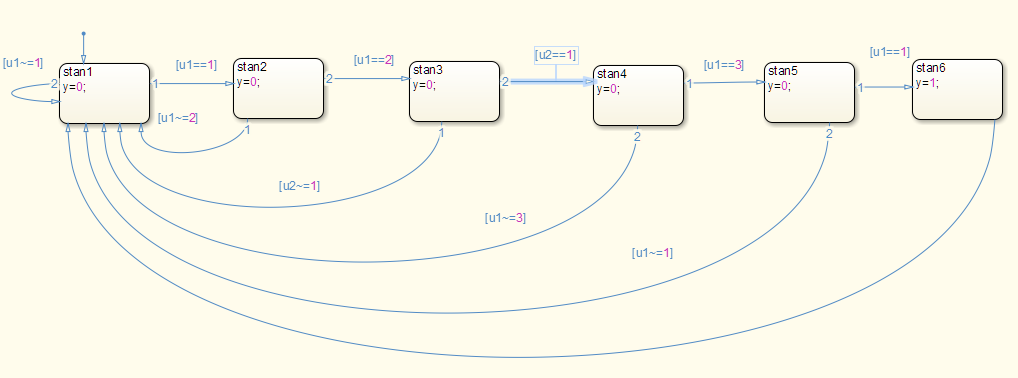 [u1~=1]
2
stan1
y=0;
1
[u1==1]
[u1~=2]
stan2
y=0;
2
1
[u1==2]
[u2~=1]
stan3
y=0;
2
1
[u2==1]
[u1~=3]
stan4
y=0;
1
2
[u1==3]
[u1~=1]
stan5
y=0;
1
2
[u1==1]
stan6
y=1;